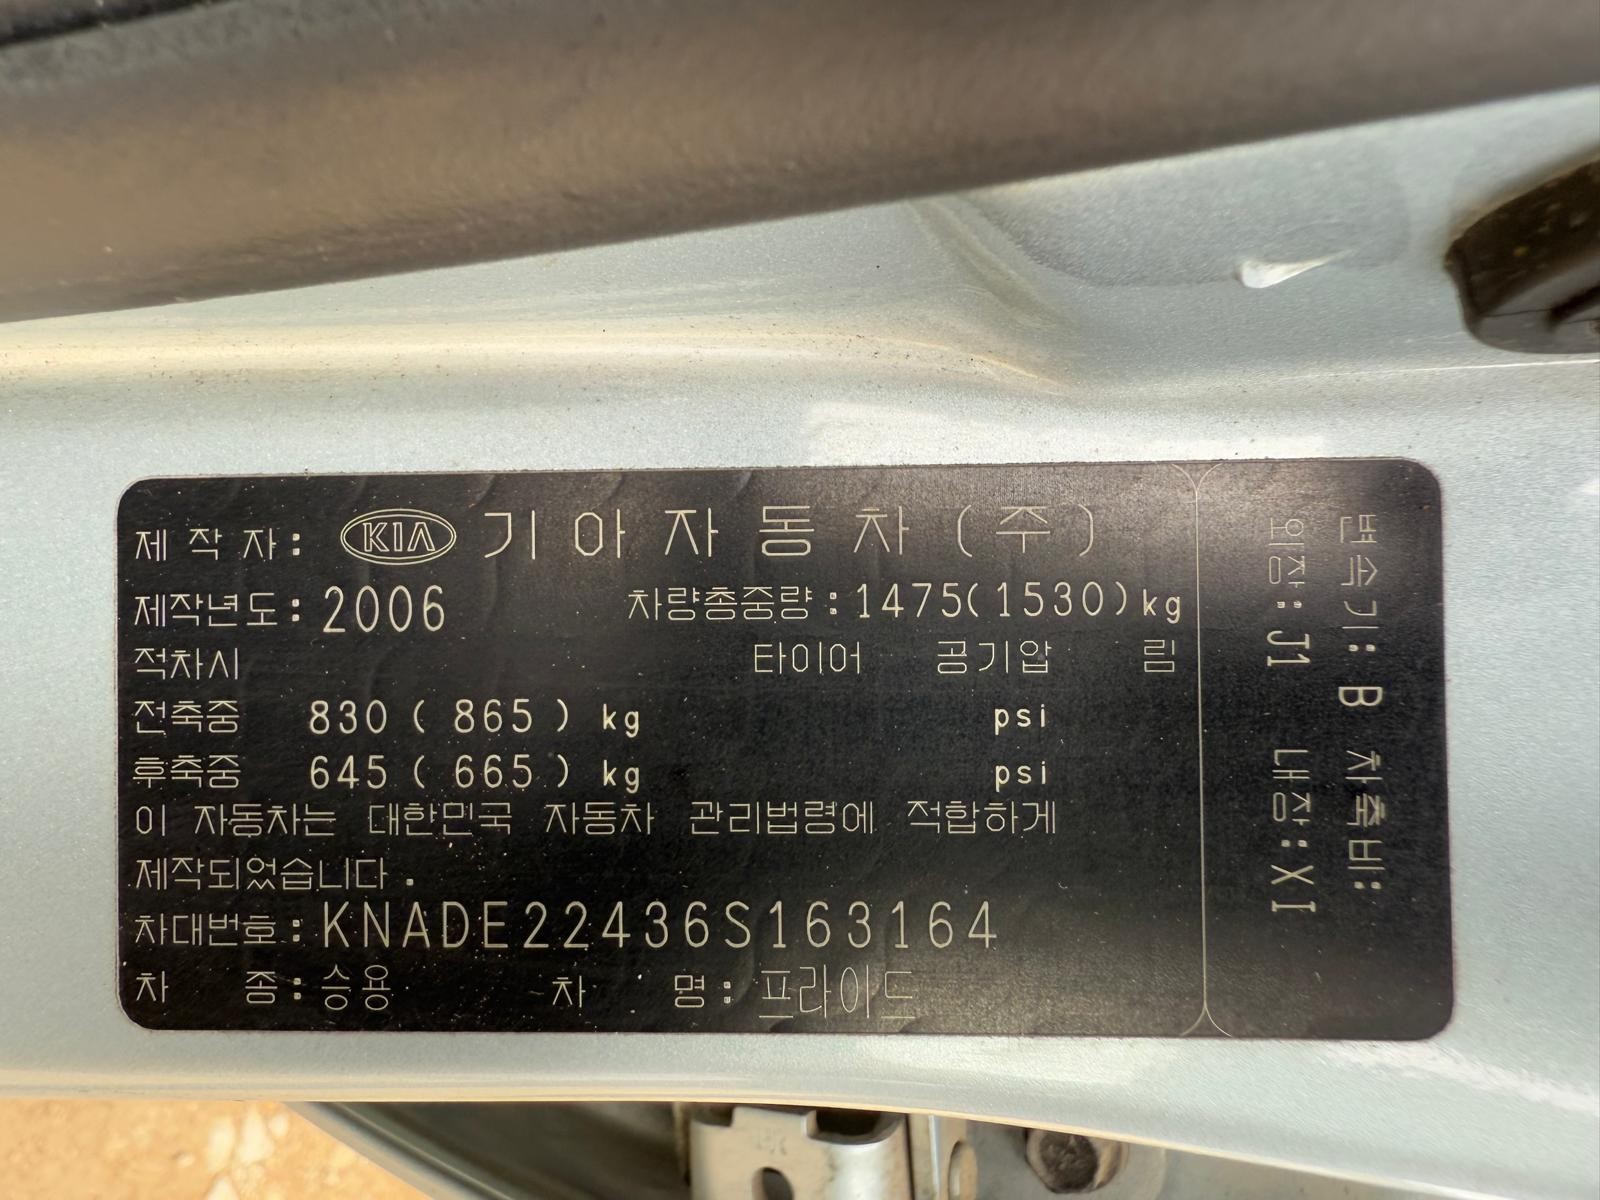 제 작 자 : KIA 기 아 자 동 차 ( 주 )
제작년도 : 2006 차량총중량 : 1475(1530)kg
적차시 타이어 공기압 림
전축중 830 ( 865 ) kg psi
후축중 645 ( 665 ) kg psi
이 자동차는 대한민국 자동차 관리법령에 적합하게
제작되었습니다 .
차대번호 : KNADE22436S163164
차 종 : 승용 차 명 : 프라이드
변속기 : B 차축비 :
외장 : J1 내장 : XI